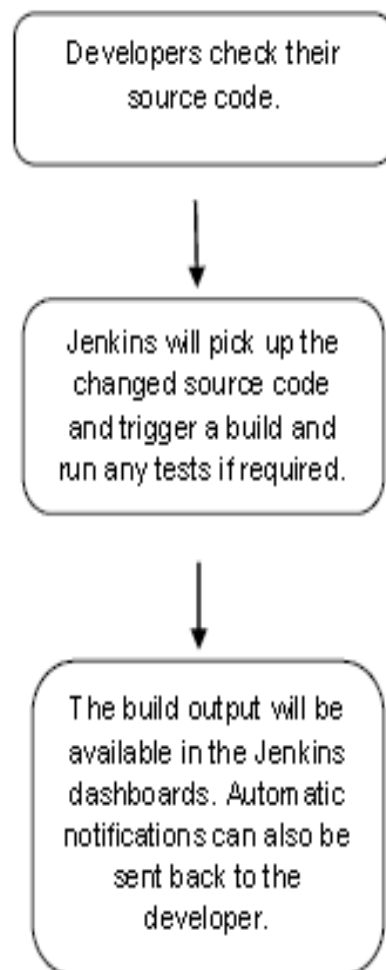 Developers check their
source code.
Jenkins will pick up the
changed source code
and trigger a build and
run any tests if required.
The build output will be
available in the Jenkins
dashboards. Automatic
notifications can also be
sent back to the
developer.